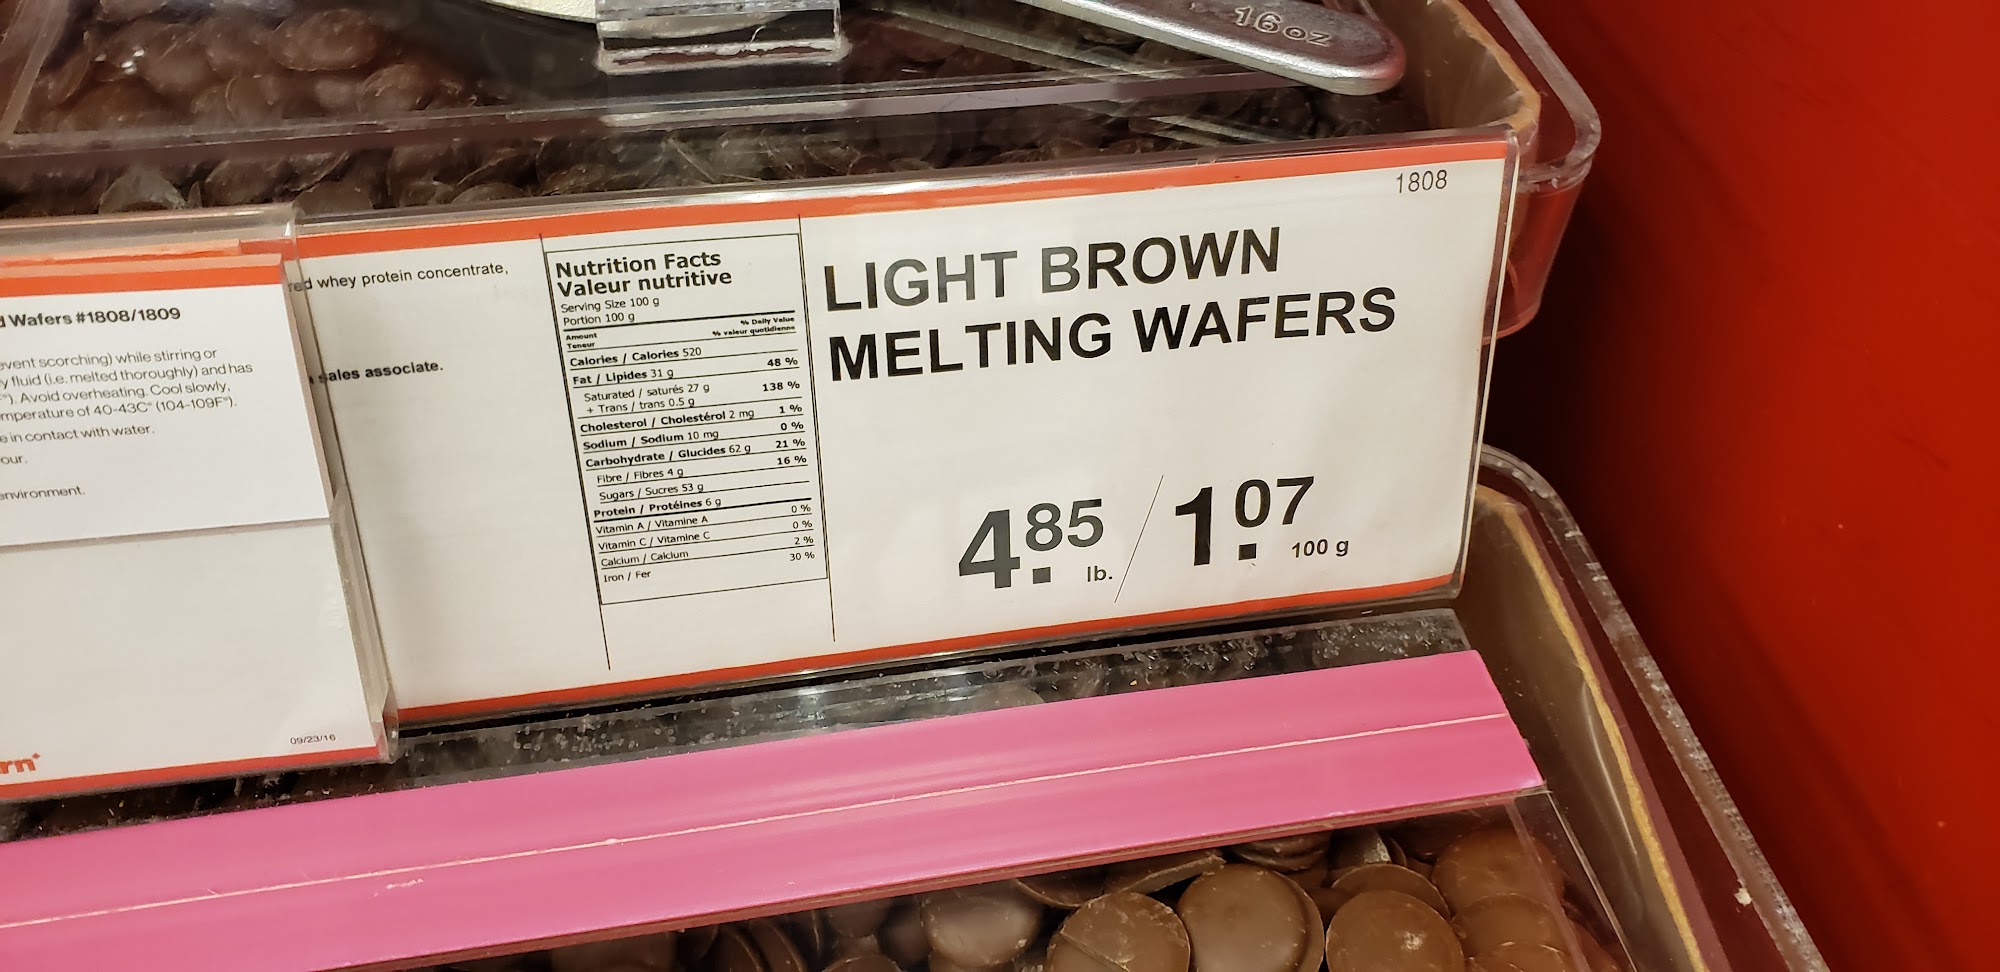 16oz
1808
d Wafers #1808/1809
event scorching) while stirring or
y fluid (i.e. melted thoroughly) and has
Avoid overheating. Cool slowly,
mperature of 40-43C° (104-109F°).
e in contact with water.
our.
environment.
09/23/16
rn
ed whey protein concentrate,
sales associate.
Nutrition Facts
Valeur nutritive
Serving Size 100 g
Portion 100 g
Amount % Daily Value
Teneur % valeur quotidienne
Calories / Calories 520
Fat / Lipides 31 g 48 %
Saturated / saturés 27 g 138 %
+ Trans / trans 0.5 g
Cholesterol / Cholestérol 2 mg 1 %
Sodium / Sodium 10 mg 0 %
Carbohydrate / Glucides 62 g 21 %
Fibre / Fibres 4 g 16 %
Sugars / Sucres 53 g
Protein / Protéines 6 g
Vitamin A / Vitamine A 0 %
Vitamin C / Vitamine C 0 %
Calcium / Calcium 2 %
Iron / Fer 30 %
LIGHT BROWN
MELTING WAFERS
4.85 lb. / 1.07 100 g